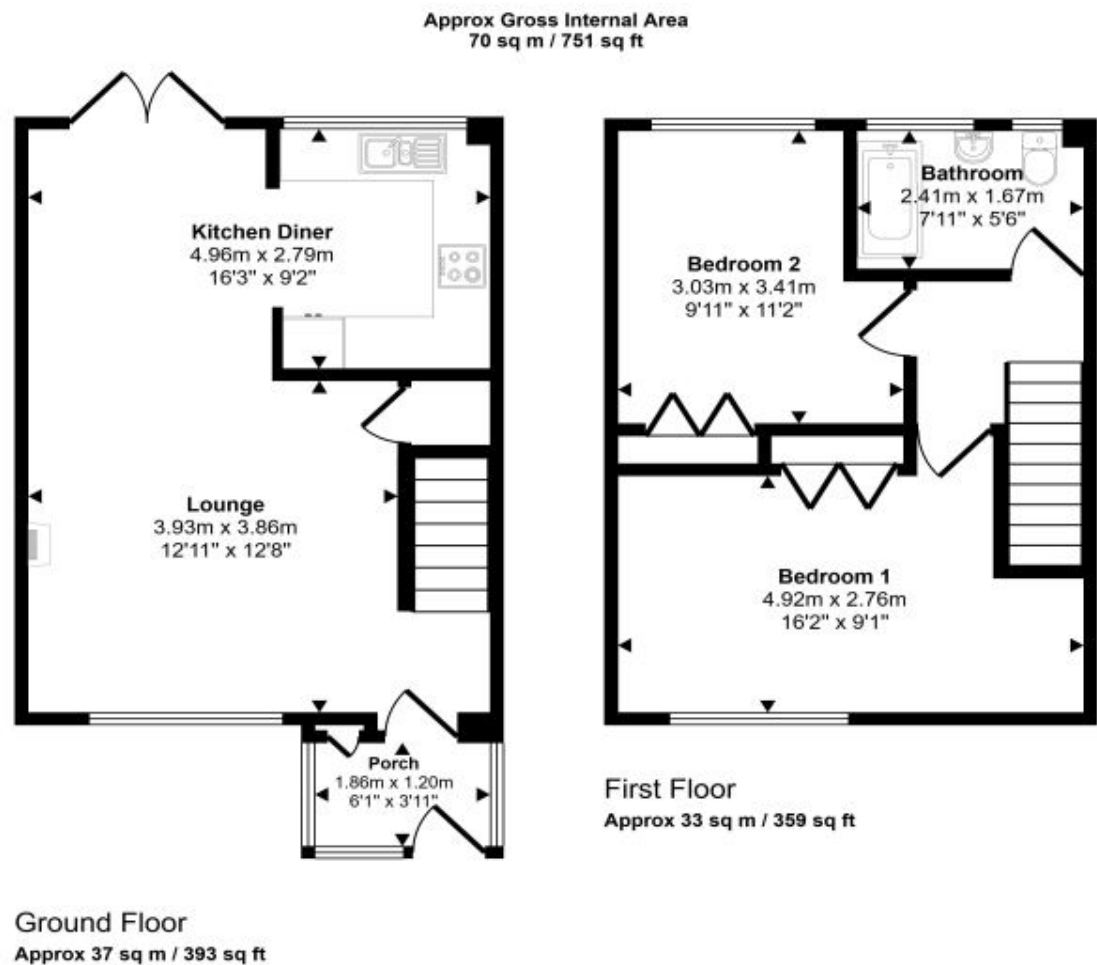 Approx Gross Internal Area
70 sq m / 751 sq ft
Kitchen Diner
4.96m x 2.79m
16'3" x 9'2"
Lounge
3.93m x 3.86m
12'11" x 12'8"
Porch
1.86m x 1.20m
6'1" x 3'11"
Ground Floor
Approx 37 sq m / 393 sq ft
Bathroom
2.41m x 1.67m
7'11" x 5'6"
Bedroom 2
3.03m x 3.41m
9'11" x 11'2"
Bedroom 1
4.92m x 2.76m
16'2" x 9'1"
First Floor
Approx 33 sq m / 359 sq ft